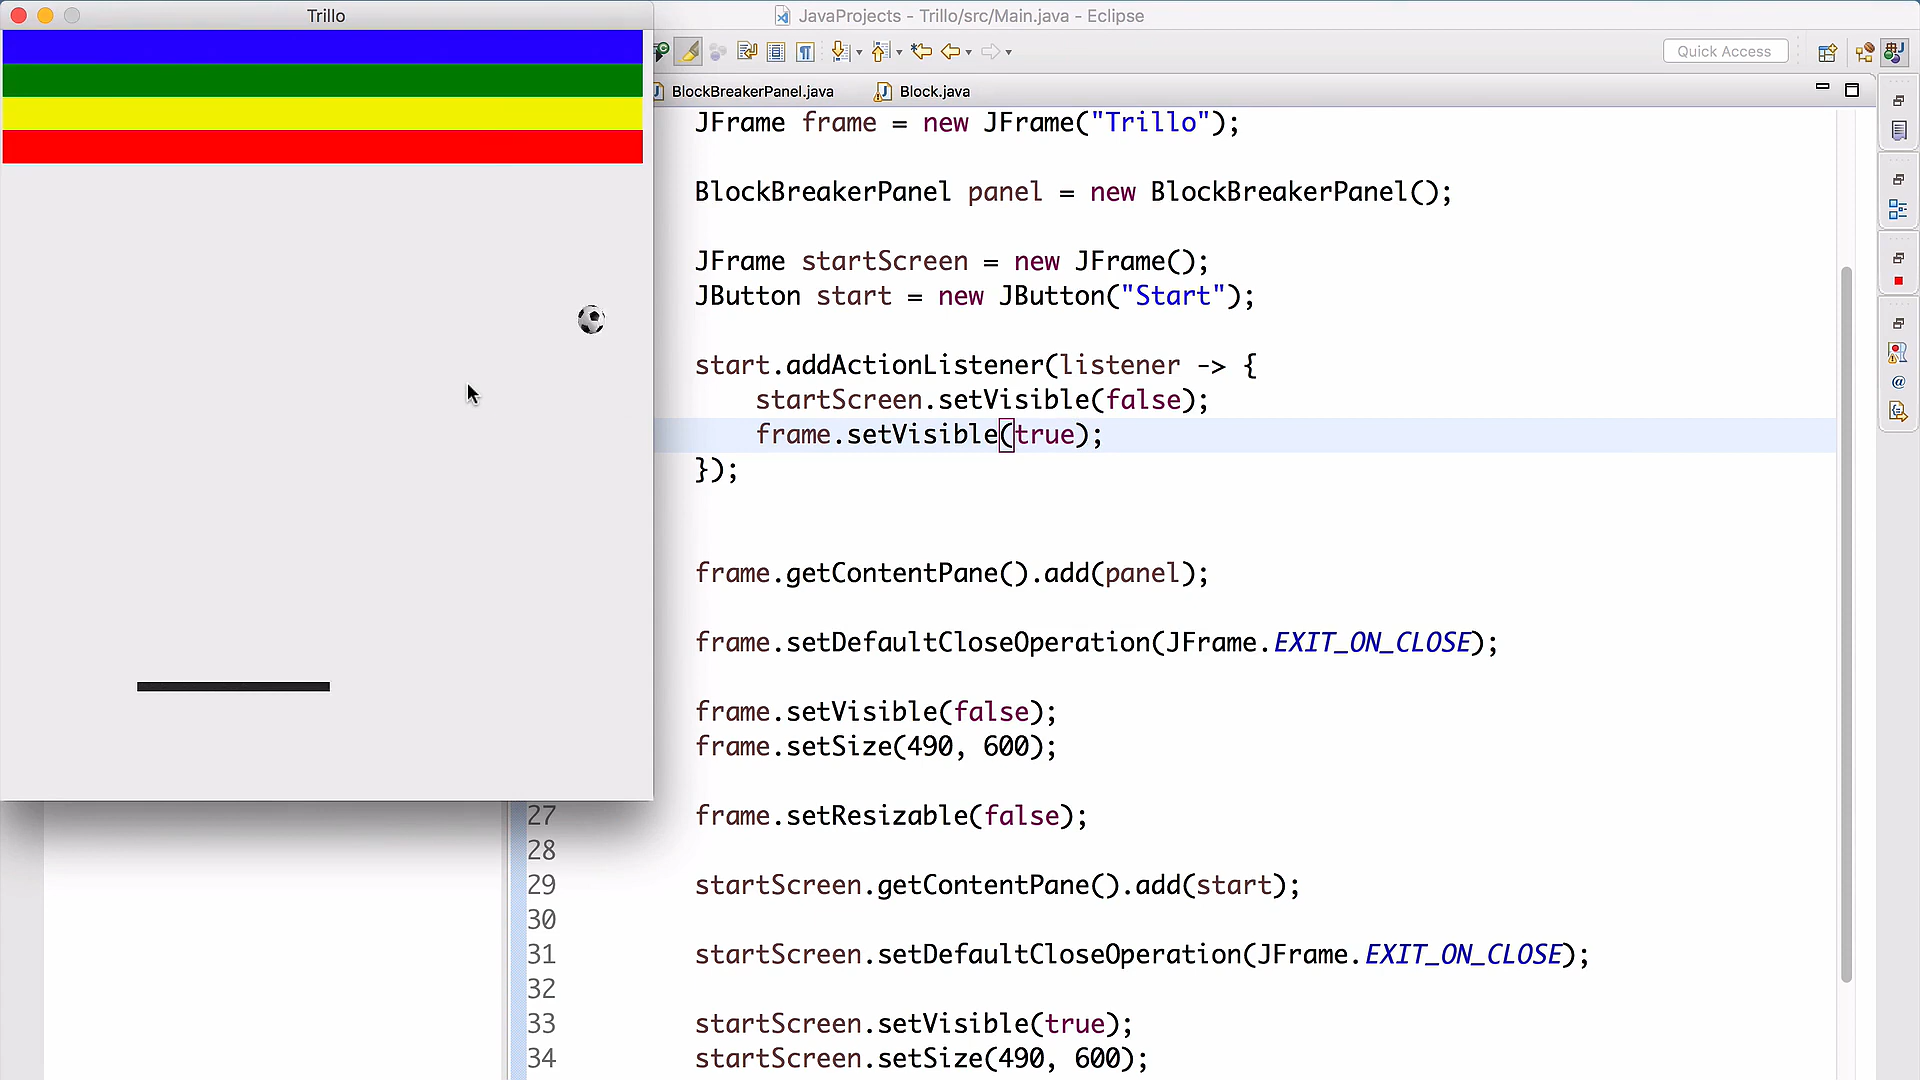 Trillo
JavaProjects - Trillo/src/Main.java - Eclipse
Quick Access
BlockBreakerPanel.java
Block.java
JFrame frame = new JFrame("Trillo");
BlockBreakerPanel panel = new BlockBreakerPanel();
JFrame startScreen = new JFrame();
JButton start = new JButton("Start");
start.addActionListener(listener -> {
startScreen.setVisible(false);
frame.setVisible(true);
});
frame.getContentPane().add(panel);
frame.setDefaultCloseOperation(JFrame.EXIT_ON_CLOSE);
frame.setVisible(false);
frame.setSize(490, 600);
27 frame.setResizable(false);
28
29 startScreen.getContentPane().add(start);
30
31 startScreen.setDefaultCloseOperation(JFrame.EXIT_ON_CLOSE);
32
33 startScreen.setVisible(true);
34 startScreen.setSize(490, 600);